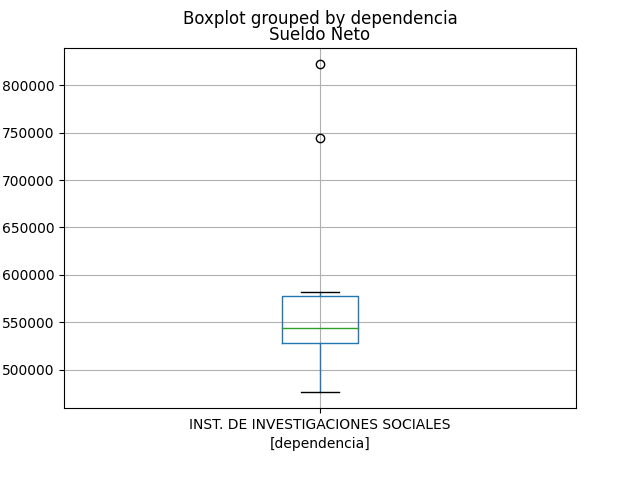 Boxplot grouped by dependencia
Sueldo Neto
800000
750000
700000
650000
600000
550000
500000
INST. DE INVESTIGACIONES SOCIALES
[dependencia]